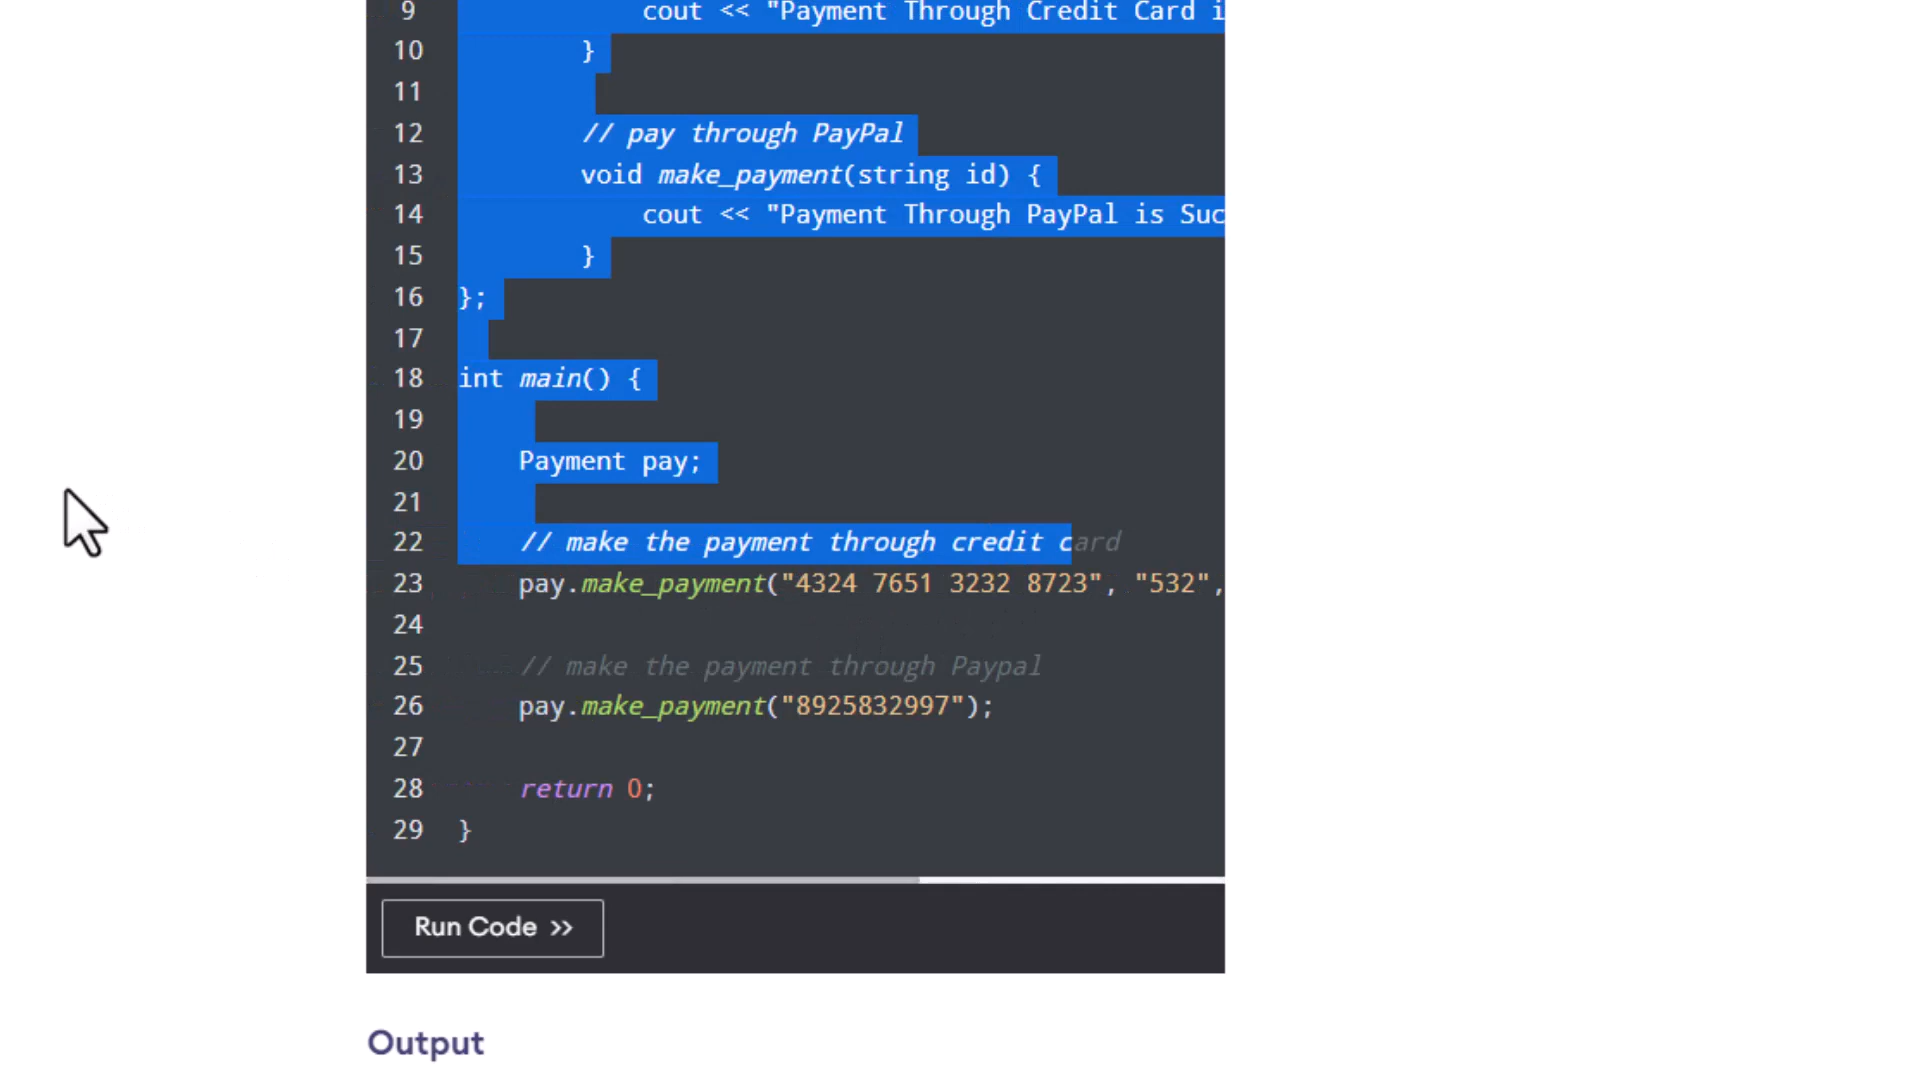 9 cout << "Payment Through Credit Card i
10 }
11
12 // pay through PayPal
13 void make_payment(string id) {
14 cout << "Payment Through PayPal is Suc
15 }
16 };
17
18 int main() {
19
20 Payment pay;
21
22 // make the payment through credit card
23 pay.make_payment("4324 7651 3232 8723", "532",
24
25 // make the payment through Paypal
26 pay.make_payment("8925832997");
27
28 return 0;
29 }
Run Code >>
Output